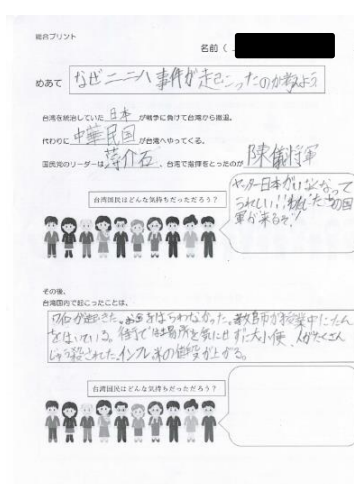 総合プリント
名前（
めあて なぜ二二八事件が起こったのか考えよう
台湾を統治していた 日本 が戦争に負けて台湾から撤退。
代わりに 中華民国 が台湾へやってくる。
国民党のリーダーは 蒋介石 、台湾で指揮をとったのが 陳儀将軍
台湾国民はどんな気持ちだっただろう？
ヤッター日本がいなくなって
うれしい!!私たちの国
軍が来るぞ!
その後、
台湾国内で起こったことは、
ワイロが起きた。お金をはらわなかった。教師が授業中にたん
をはいている。待子で場所を気にせずに大小便、人がたくさん
じゅう殺された。インフレ 米の値段が上がる。
台湾国民はどんな気持ちだっただろう？